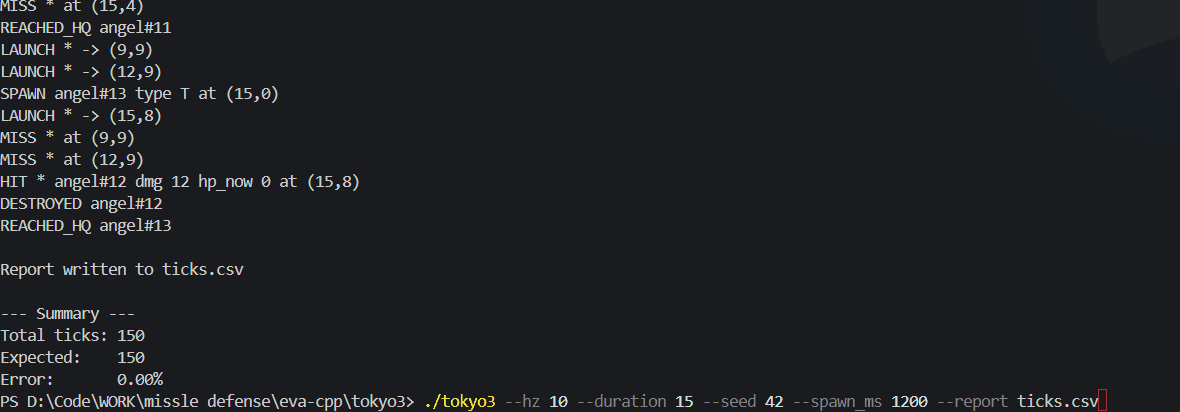 MISS * at (15,4)
REACHED_HQ angel#11
LAUNCH * -> (9,9)
LAUNCH * -> (12,9)
SPAWN angel#13 type T at (15,0)
LAUNCH * -> (15,8)
MISS * at (9,9)
MISS * at (12,9)
HIT * angel#12 dmg 12 hp_now 0 at (15,8)
DESTROYED angel#12
REACHED_HQ angel#13
Report written to ticks.csv
--- Summary ---
Total ticks: 150
Expected:    150
Error:       0.00%
PS D:\Code\WORK\missle defense\eva-cpp\tokyo3> ./tokyo3 --hz 10 --duration 15 --seed 42 --spawn_ms 1200 --report ticks.csv